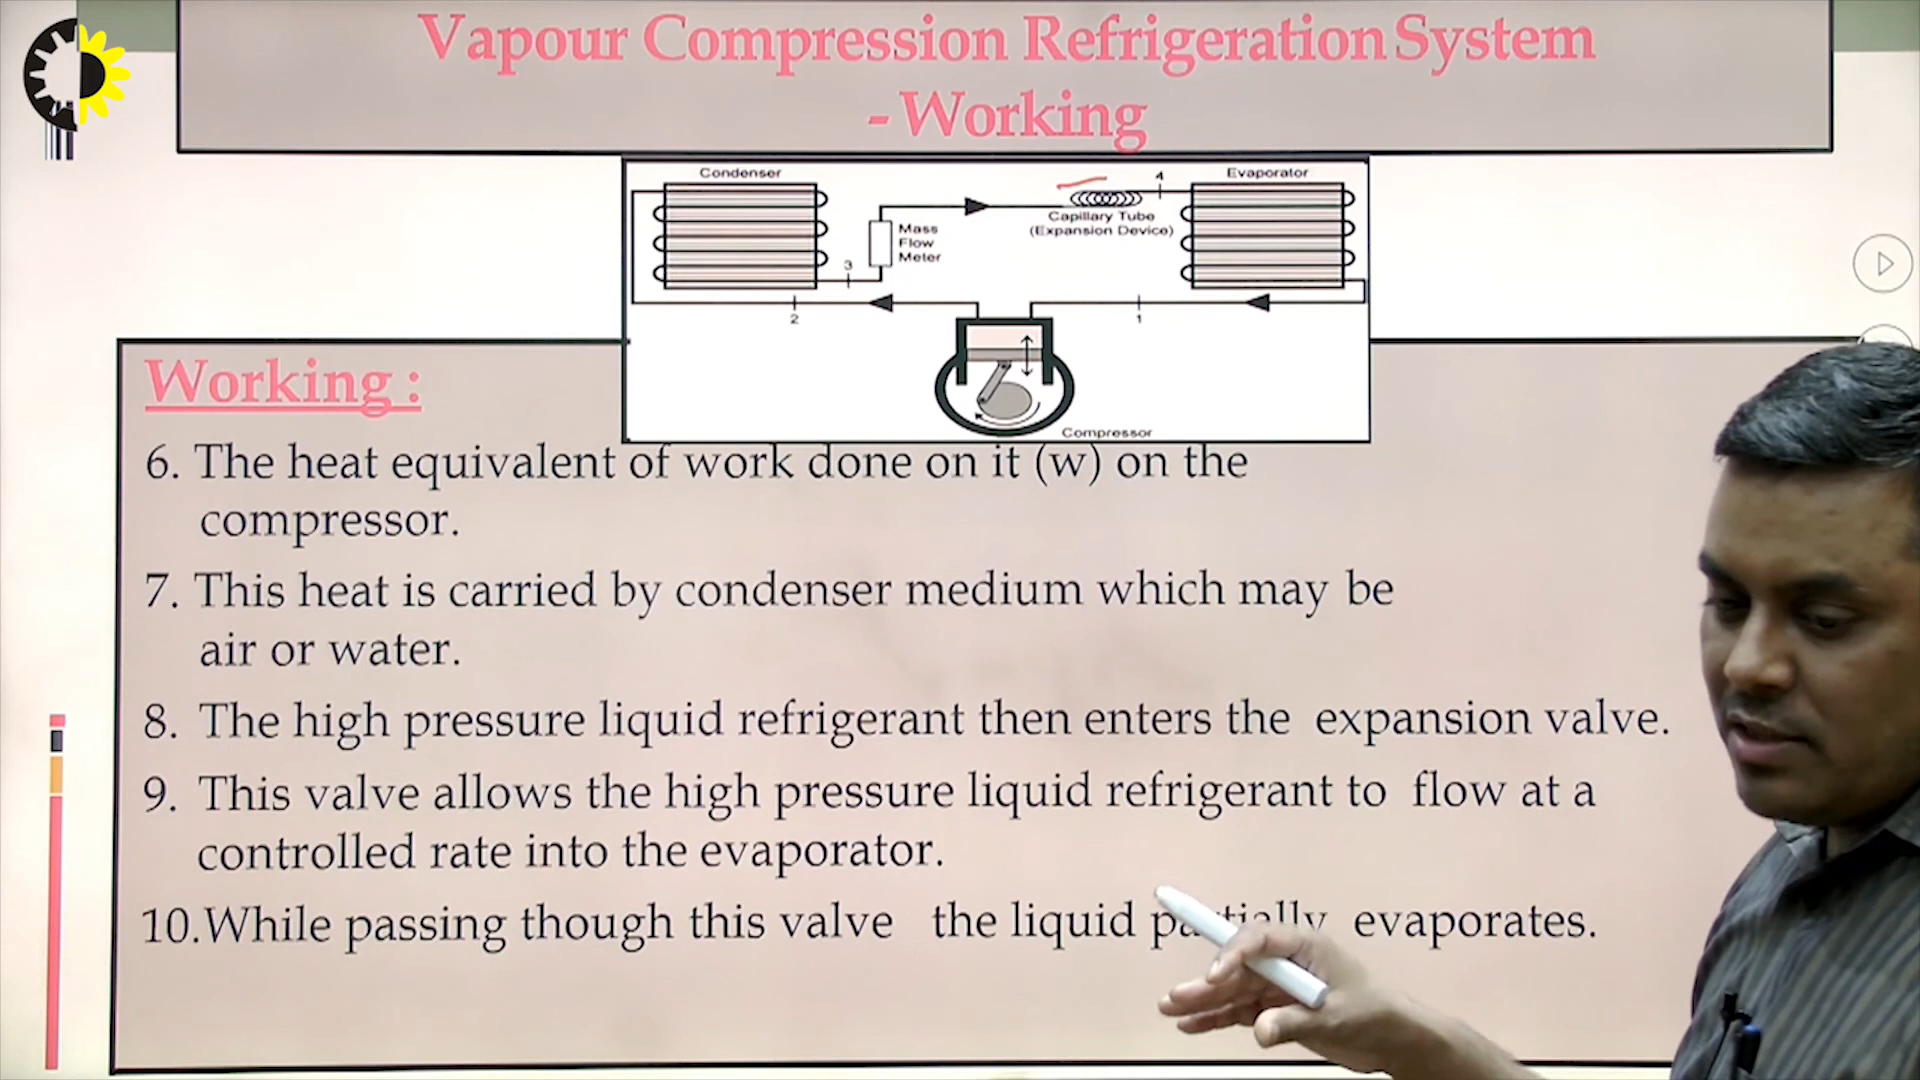 Vapour Compression Refrigeration System
- Working
Condenser
4
Evaporator
Capillary Tube
(Expansion Device)
Mass
Flow
Meter
3
2
1
Compressor
Working :
6. The heat equivalent of work done on it (w) on the
compressor.
7. This heat is carried by condenser medium which may be
air or water.
8. The high pressure liquid refrigerant then enters the expansion valve.
9. This valve allows the high pressure liquid refrigerant to flow at a
controlled rate into the evaporator.
10.While passing though this valve the liquid partially evaporates.